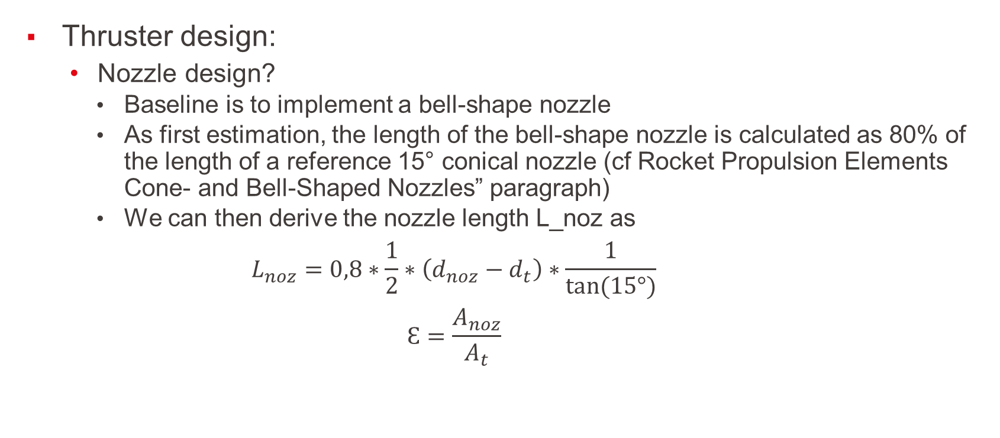 ▪ Thruster design:
• Nozzle design?
• Baseline is to implement a bell-shape nozzle
• As first estimation, the length of the bell-shape nozzle is calculated as 80% of
the length of a reference 15° conical nozzle (cf Rocket Propulsion Elements
Cone- and Bell-Shaped Nozzles” paragraph)
• We can then derive the nozzle length L_noz as
L_{noz} = 0,8 * \frac{1}{2} * (d_{noz} − d_t) * \frac{1}{\tan(15°)}
Ɛ = \frac{A_{noz}}{A_t}